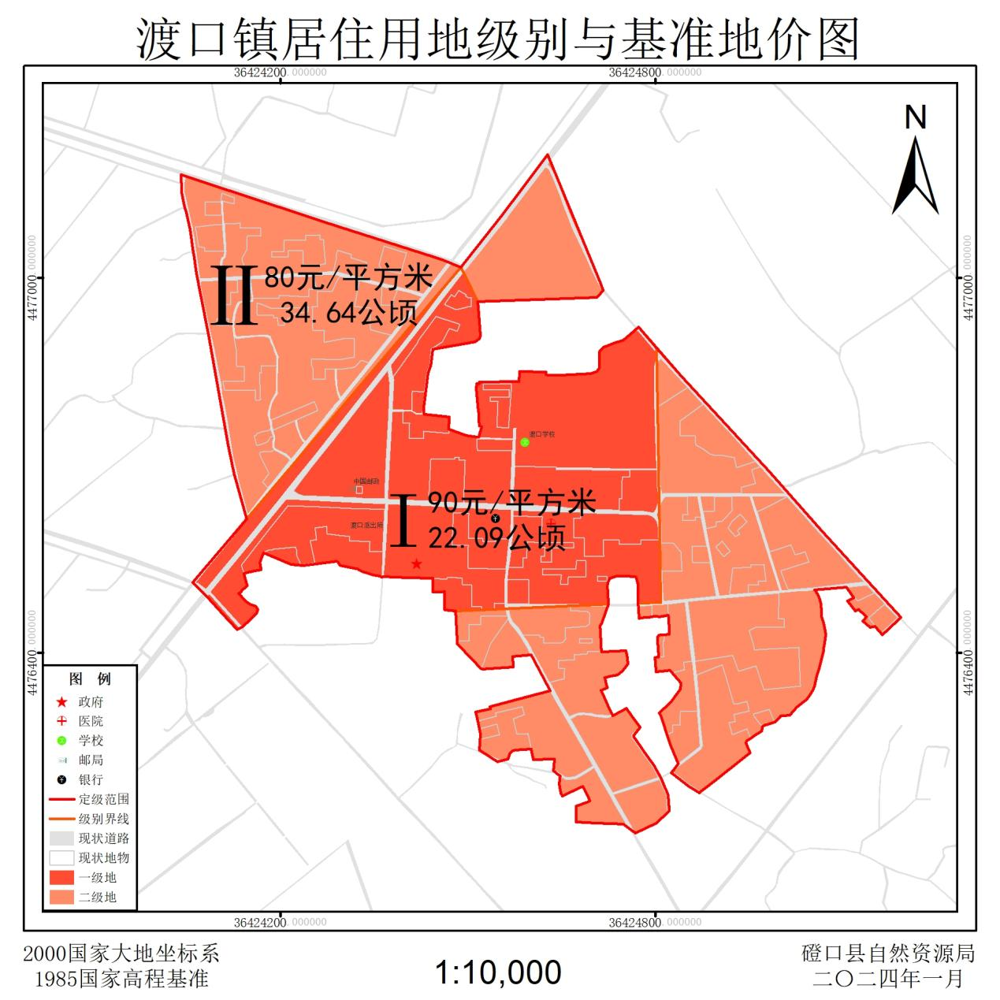 渡口镇居住用地级别与基准地价图
36424200.000000
36424800.000000
N
4477000.000000
4477000.000000
II
80元/平方米
34.64公顷
渡口学校
中国邮政
I
90元/平方米
22.09公顷
渡口派出所
4476400.000000
4476400.000000
图 例
政府
医院
学校
邮局
银行
定级范围
级别界线
现状道路
现状地物
一级地
二级地
36424200.000000
36424800.000000
2000国家大地坐标系
1985国家高程基准
1:10,000
磴口县自然资源局
二〇二四年一月